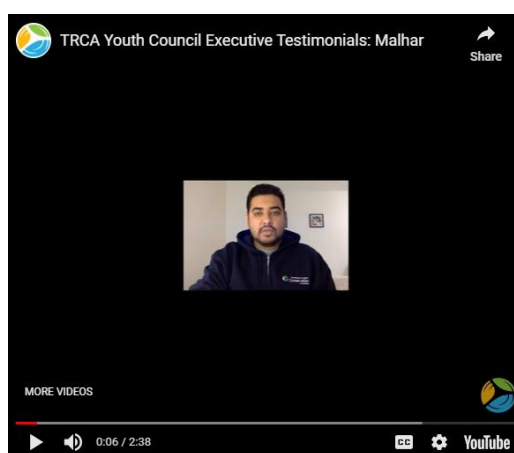 TRCA Youth Council Executive Testimonials: Malhar
Share
MORE VIDEOS
0:06 / 2:38
CC
YouTube